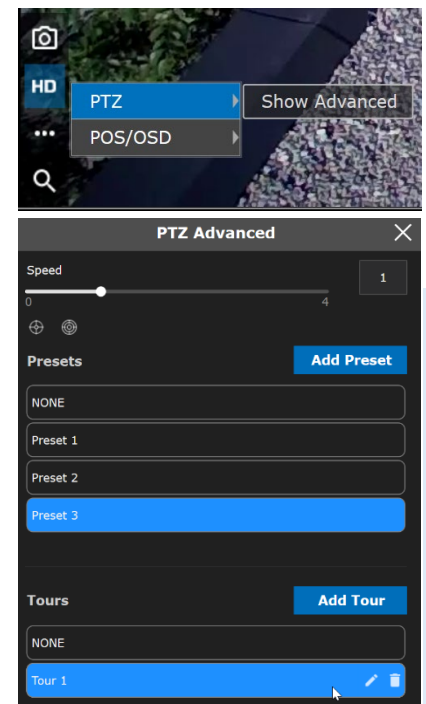 HD
PTZ
Show Advanced
POS/OSD
PTZ Advanced
Speed
1
0
4
Presets
Add Preset
NONE
Preset 1
Preset 2
Preset 3
Tours
Add Tour
NONE
Tour 1